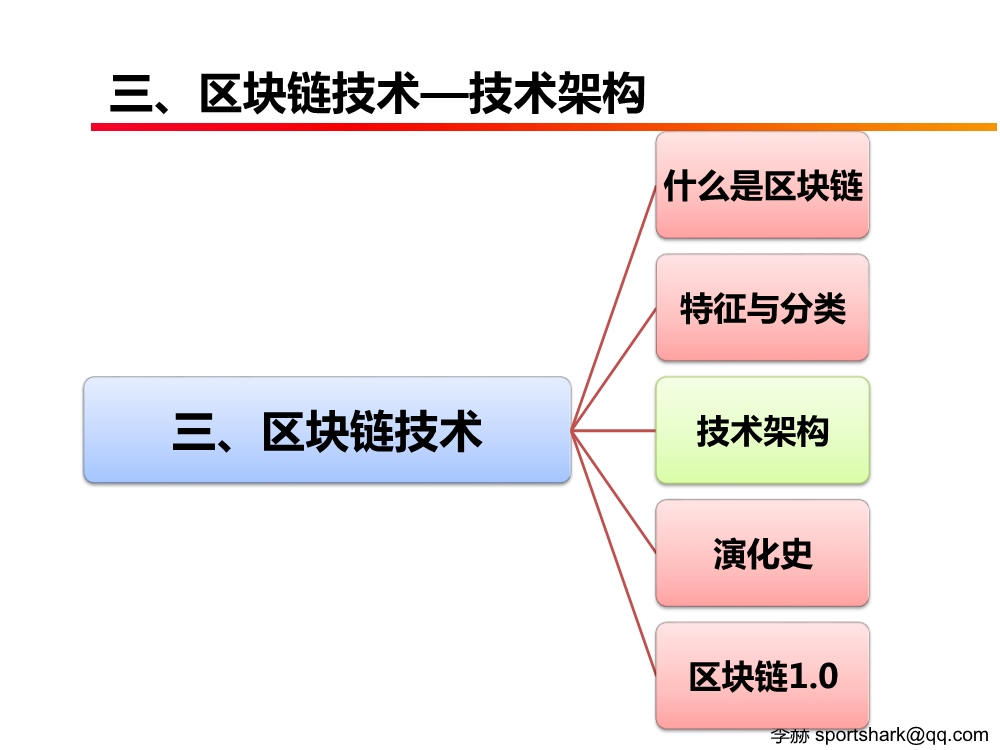 三、区块链技术—技术架构
什么是区块链
特征与分类
三、区块链技术
技术架构
演化史
区块链1.0
李赫 sportshark@qq.com